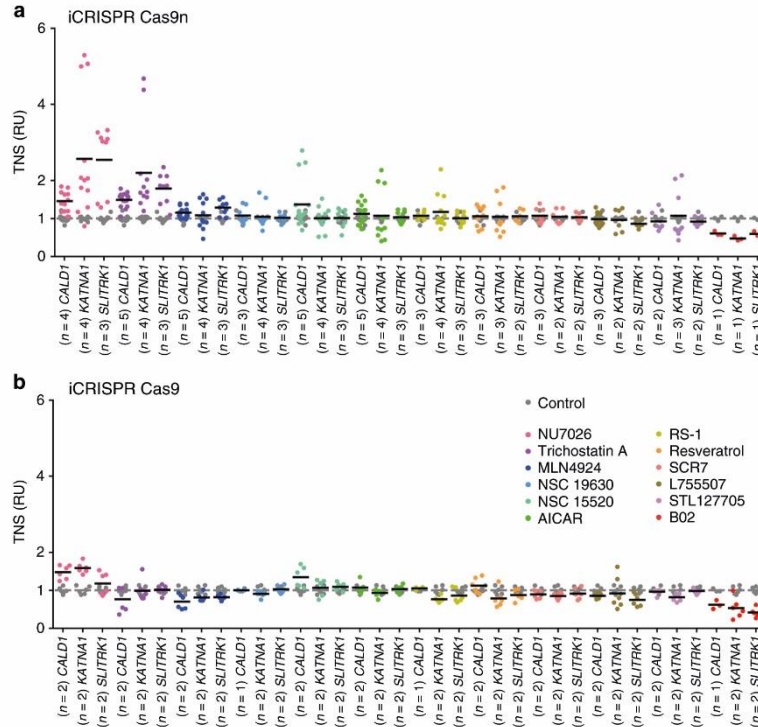 a
iCRISPR Cas9n
TNS (RU)
6
4
2
1
0
(n = 4) CALD1
(n = 4) KATNA1
(n = 3) SLITRK1
(n = 5) CALD1
(n = 4) KATNA1
(n = 3) SLITRK1
(n = 5) CALD1
(n = 4) KATNA1
(n = 3) SLITRK1
(n = 3) CALD1
(n = 4) KATNA1
(n = 3) SLITRK1
(n = 5) CALD1
(n = 4) KATNA1
(n = 3) SLITRK1
(n = 5) CALD1
(n = 4) KATNA1
(n = 3) SLITRK1
(n = 3) CALD1
(n = 4) KATNA1
(n = 3) SLITRK1
(n = 3) CALD1
(n = 4) KATNA1
(n = 2) SLITRK1
(n = 3) CALD1
(n = 4) KATNA1
(n = 2) SLITRK1
(n = 3) CALD1
(n = 2) KATNA1
(n = 2) SLITRK1
(n = 2) CALD1
(n = 3) KATNA1
(n = 2) SLITRK1
(n = 1) CALD1
(n = 1) KATNA1
(n = 1) SLITRK1
b
iCRISPR Cas9
TNS (RU)
6
4
2
1
0
Control
NU7026
Trichostatin A
MLN4924
NSC 19630
NSC 15520
AICAR
RS-1
Resveratrol
SCR7
L755507
STL127705
B02
(n = 2) CALD1
(n = 2) KATNA1
(n = 2) SLITRK1
(n = 2) CALD1
(n = 2) KATNA1
(n = 2) SLITRK1
(n = 2) CALD1
(n = 2) KATNA1
(n = 2) SLITRK1
(n = 1) CALD1
(n = 2) KATNA1
(n = 2) SLITRK1
(n = 2) CALD1
(n = 2) KATNA1
(n = 2) SLITRK1
(n = 2) CALD1
(n = 2) KATNA1
(n = 2) SLITRK1
(n = 1) CALD1
(n = 2) KATNA1
(n = 2) SLITRK1
(n = 2) CALD1
(n = 2) KATNA1
(n = 2) SLITRK1
(n = 2) CALD1
(n = 2) KATNA1
(n = 2) SLITRK1
(n = 2) CALD1
(n = 2) KATNA1
(n = 2) SLITRK1
(n = 2) CALD1
(n = 2) KATNA1
(n = 2) SLITRK1
(n = 1) CALD1
(n = 2) KATNA1
(n = 2) SLITRK1